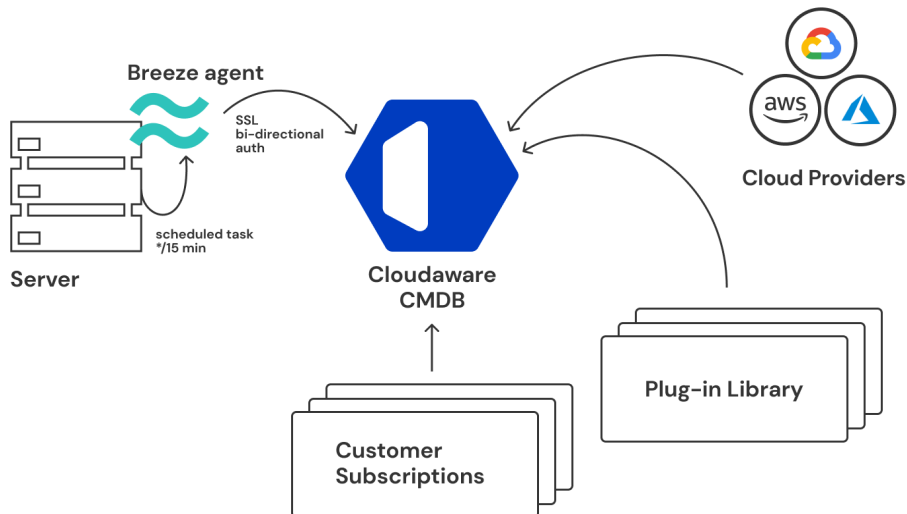 Breeze agent
SSL
bi-directional
auth
aws
Cloud Providers
scheduled task
*/15 min
Server
Cloudaware
CMDB
Plug-in Library
Customer
Subscriptions